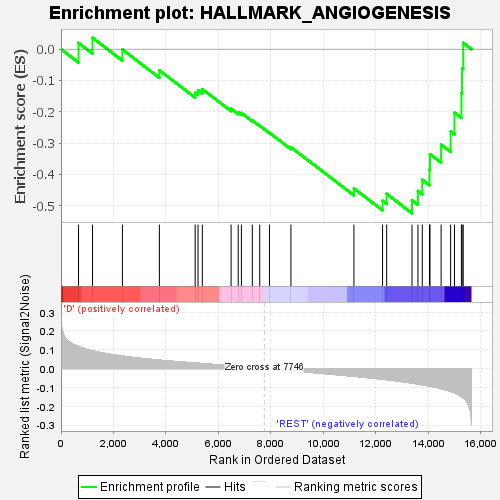 Enrichment plot: HALLMARK_ANGIOGENESIS
Enrichment score (ES)
0.0
-0.1
-0.2
-0.3
-0.4
-0.5
'D' (positively correlated)
Ranked list metric (Signal2Noise)
0.3
0.2
0.1
0.0
-0.1
-0.2
-0.3
Zero cross at 7746
'REST' (negatively correlated)
0 2,000 4,000 6,000 8,000 10,000 12,000 14,000 16,000
Rank in Ordered Dataset
Enrichment profile Hits Ranking metric scores